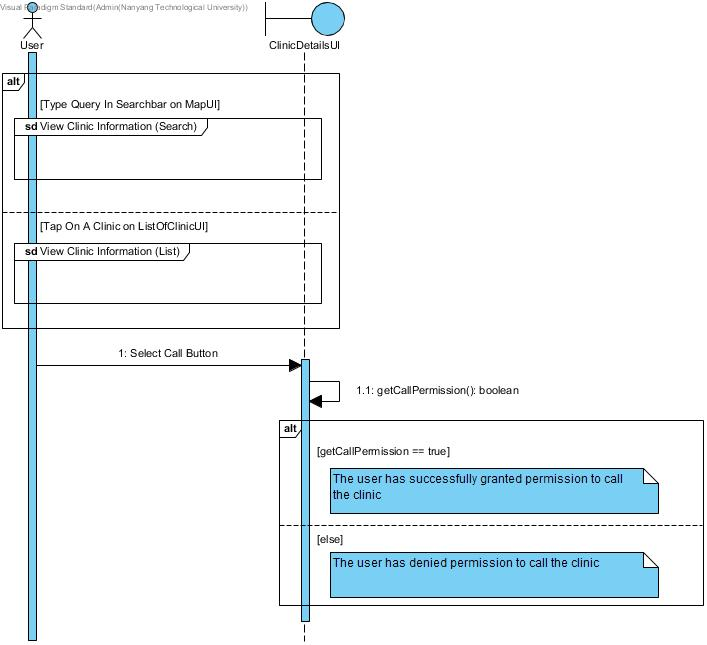 Visual Paradigm Standard(Admin(Nanyang Technological University))
User
ClinicDetailsUI
alt
[Type Query In Searchbar on MapUI]
sd View Clinic Information (Search)
[Tap On A Clinic on ListOfClinicUI]
sd View Clinic Information (List)
1: Select Call Button
1.1: getCallPermission(): boolean
alt
[getCallPermission == true]
The user has successfully granted permission to call
the clinic
[else]
The user has denied permission to call the clinic